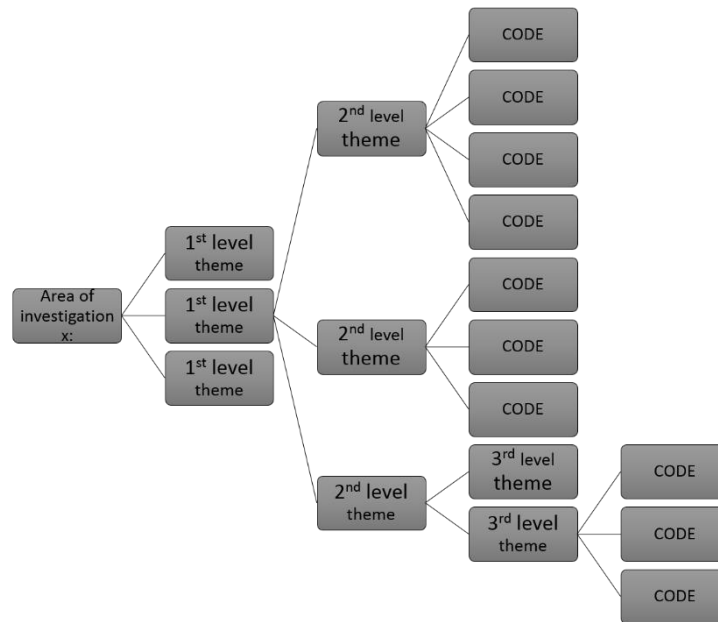 CODE
CODE
2nd level
theme
CODE
CODE
1st level
theme
CODE
Area of
investigation
x:
1st level
theme
2nd level
theme
CODE
1st level
theme
CODE
3rd level
theme
CODE
2nd level
theme
3rd level
theme
CODE
CODE